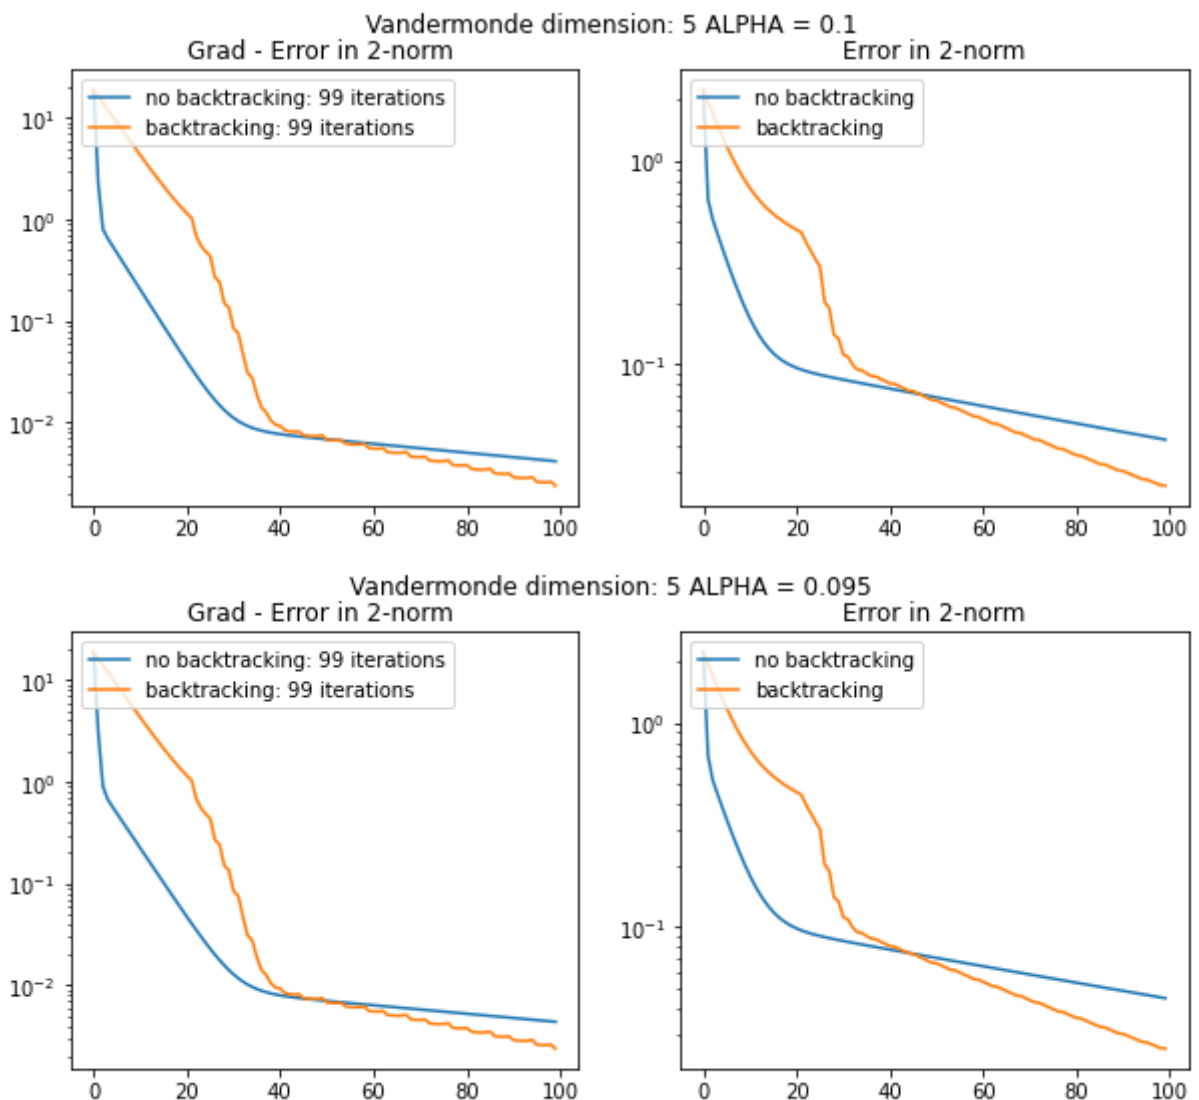 Vandermonde dimension: 5 ALPHA = 0.1
Grad - Error in 2-norm
Error in 2-norm
no backtracking: 99 iterations
backtracking: 99 iterations
no backtracking
backtracking
10¹
10⁰
10⁻¹
10⁻²
10⁰
10⁻¹
0 20 40 60 80 100
0 20 40 60 80 100
Vandermonde dimension: 5 ALPHA = 0.095
Grad - Error in 2-norm
Error in 2-norm
no backtracking: 99 iterations
backtracking: 99 iterations
no backtracking
backtracking
10¹
10⁰
10⁻¹
10⁻²
10⁰
10⁻¹
0 20 40 60 80 100
0 20 40 60 80 100